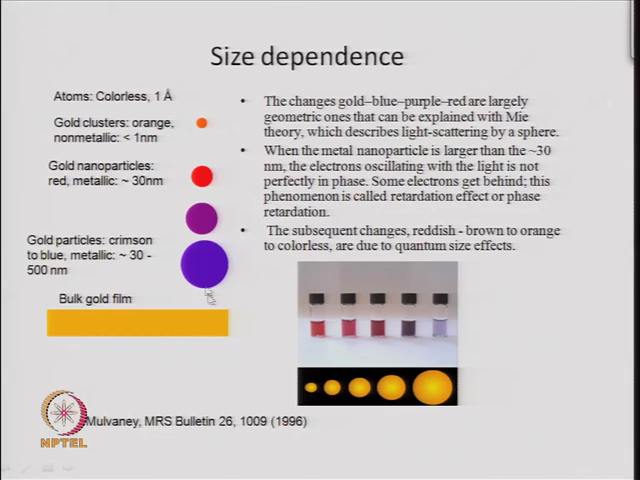 Size dependence
Atoms: Colorless, 1 Å
Gold clusters: orange,
nonmetallic: < 1nm
Gold nanoparticles:
red, metallic: ~ 30nm
Gold particles: crimson
to blue, metallic: ~ 30 -
500 nm
Bulk gold film
• The changes gold–blue–purple–red are largely
geometric ones that can be explained with Mie
theory, which describes light-scattering by a sphere.
• When the metal nanoparticle is larger than the ~30
nm, the electrons oscillating with the light is not
perfectly in phase. Some electrons get behind; this
phenomenon is called retardation effect or phase
retardation.
• The subsequent changes, reddish - brown to orange
to colorless, are due to quantum size effects.
Mulvaney, MRS Bulletin 26, 1009 (1996)
NPTEL